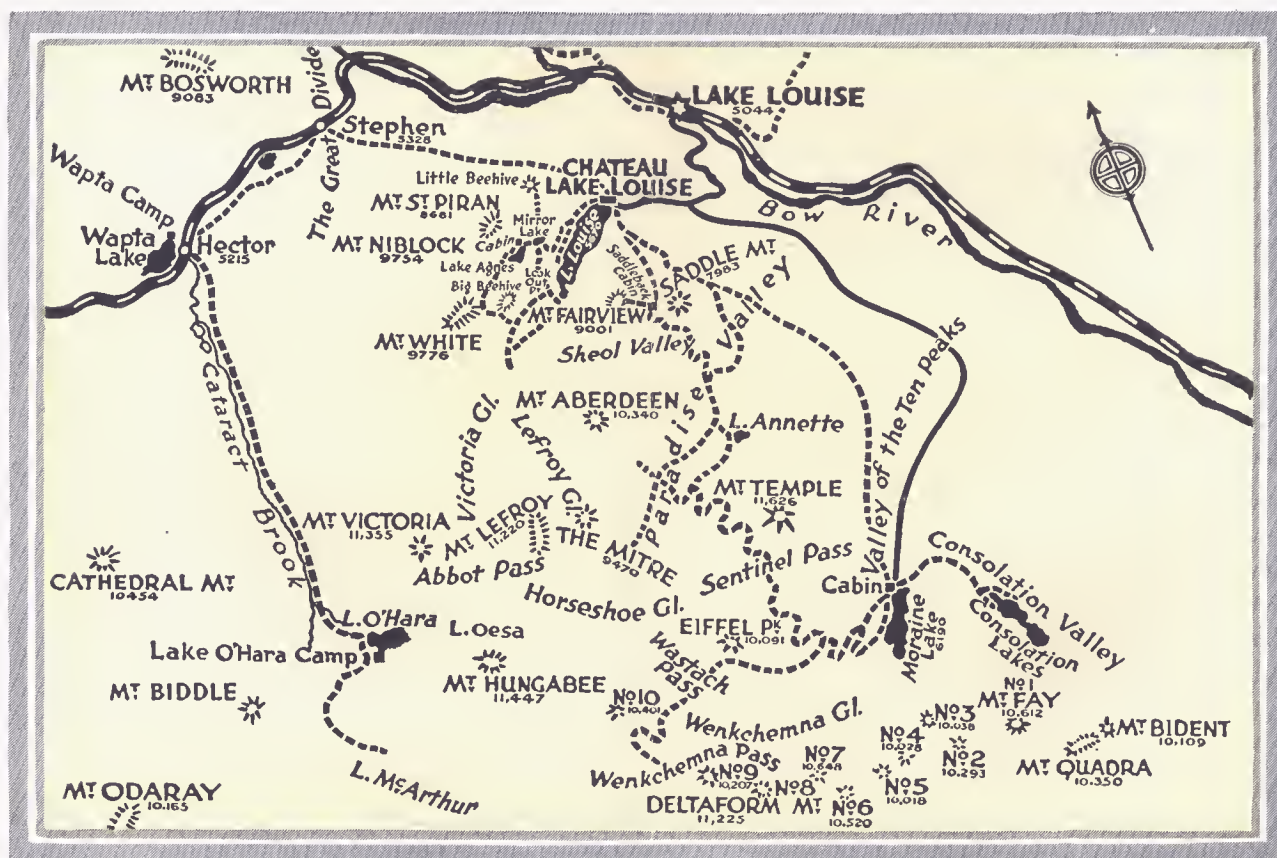 MT. BOSWORTH
9083
The Great Divide
Stephen
5328
LAKE LOUISE
5044
Wapta Camp
Wapta
Lake
Hector
5215
CHATEAU
LAKE LOUISE
Little Beehive
MT. ST. PIRAN
8681
Mirror
Lake
MT. NIBLOCK
9754
Cabin
Lake Agnes
Look
Out
Pt.
Big Beehive
L. Louise
Saddleback
Cabin
SADDLE MT.
7983
Bow River
MT. FAIRVIEW
9001
MT. WHITE
9776
Sheol Valley
Paradise Valley
Cataract Brook
MT. ABERDEEN
10,340
Victoria Gl.
Lefroy Gl.
L. Annette
Valley of the Ten Peaks
MT. TEMPLE
11,626
MT. VICTORIA
11,355
MT. LEFROY
11,220
THE MITRE
9470
Abbot Pass
Sentinel Pass
CATHEDRAL MT.
10454
Horseshoe Gl.
Cabin
Consolation Valley
Consolation
Lakes
L. O'Hara
L. Oesa
EIFFEL PK.
10,091
Moraine
Lake
6190
Lake O'Hara Camp
Wastach
Pass
MT. BIDDLE
MT. HUNGABEE
11,447
No. 10
10,401
Wenkchemna Gl.
No. 1
MT. FAY
10,612
No. 3
10,038
No. 4
10,028
MT. BIDENT
10,109
Wenkchemna Pass
No. 7
10,648
No. 2
10,293
MT. QUADRA
10,350
L. McArthur
No. 9
10,207
No. 8
No. 5
10,018
MT. ODARAY
10,165
DELTAFORM MT.
11,225
No. 6
10,520